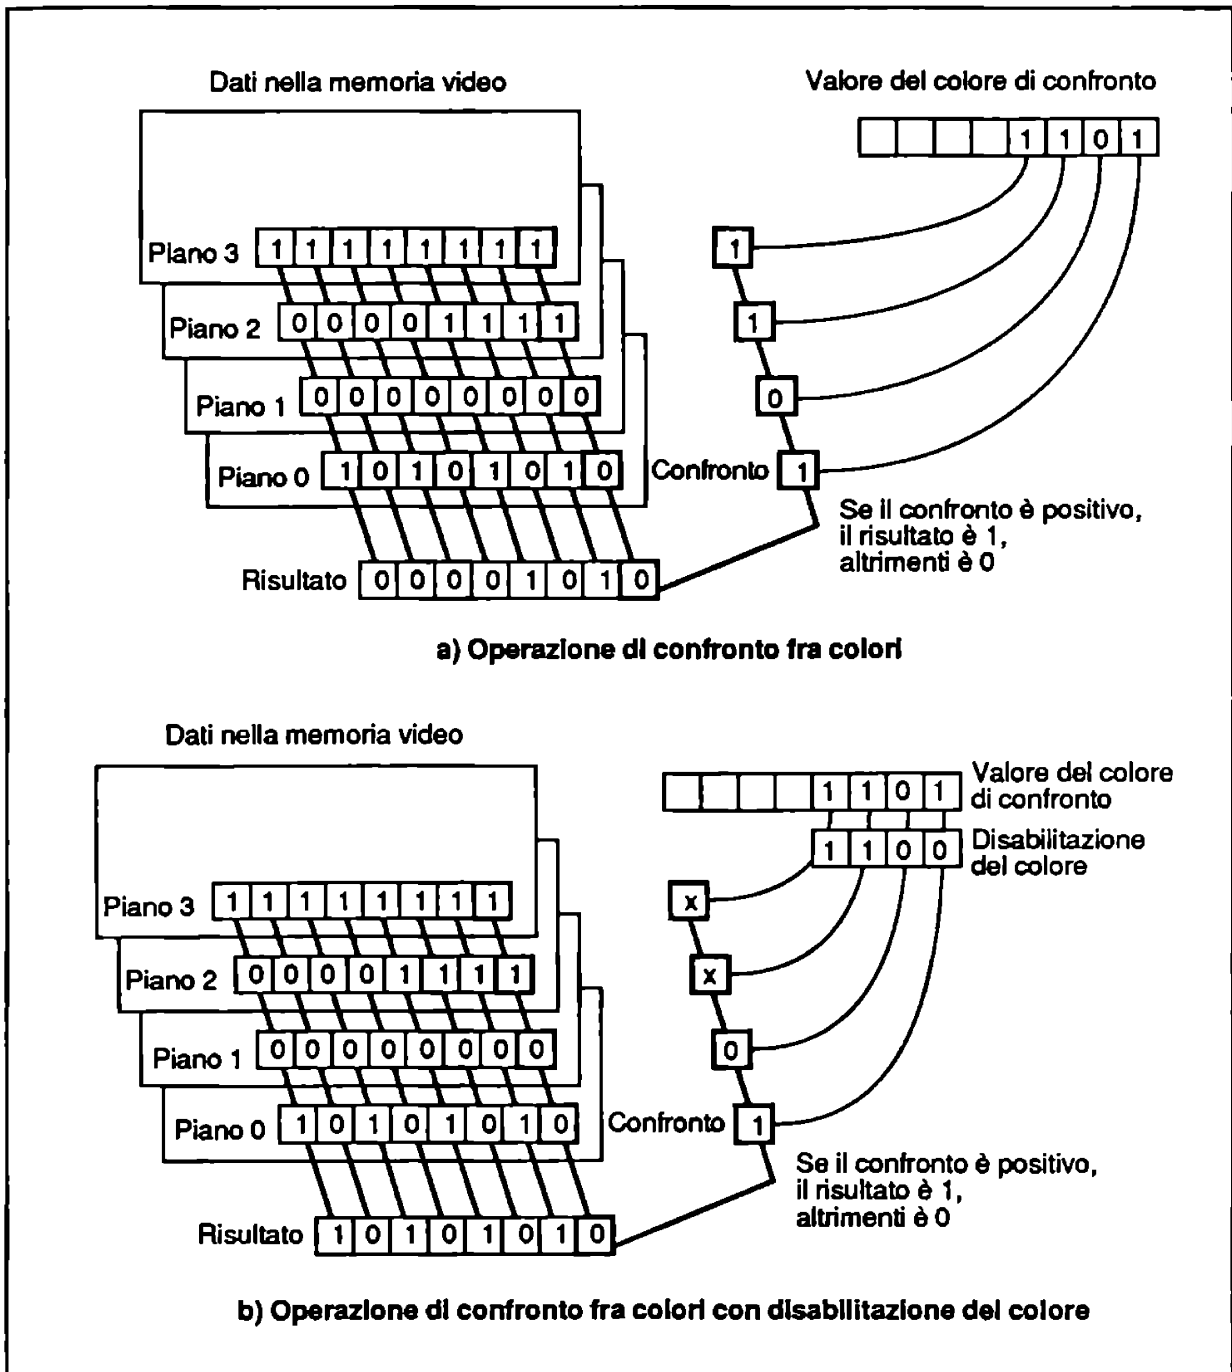 Dati nella memoria video
Valore del colore di confronto
1 1 0 1
Piano 3 1 1 1 1 1 1 1 1
1
Piano 2 0 0 0 0 1 1 1 1
1
Piano 1 0 0 0 0 0 0 0 0
0
Piano 0 1 0 1 0 1 0 1 0
Confronto 1
Se il confronto è positivo,
il risultato è 1,
altrimenti è 0
Risultato 0 0 0 0 1 0 1 0
a) Operazione di confronto fra colori
Dati nella memoria video
1 1 0 1 Valore del colore
di confronto
1 1 0 0 Disabilitazione
del colore
Piano 3 1 1 1 1 1 1 1 1
x
Piano 2 0 0 0 0 1 1 1 1
x
Piano 1 0 0 0 0 0 0 0 0
0
Piano 0 1 0 1 0 1 0 1 0
Confronto 1
Se il confronto è positivo,
il risultato è 1,
altrimenti è 0
Risultato 1 0 1 0 1 0 1 0
b) Operazione di confronto fra colori con disabilitazione del colore